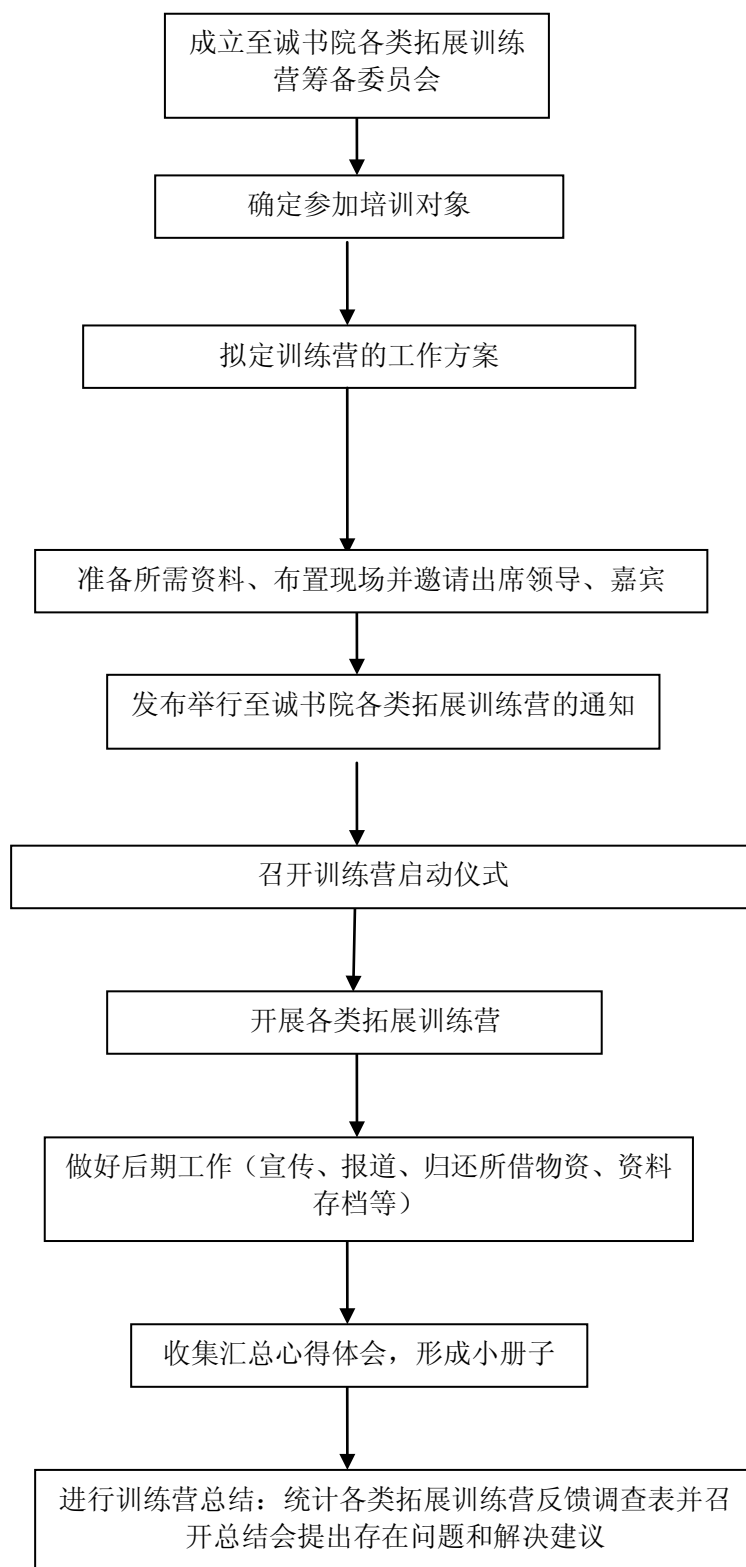 成立至诚书院各类拓展训练
营筹备委员会
确定参加培训对象
拟定训练营的工作方案
准备所需资料、布置现场并邀请出席领导、嘉宾
发布举行至诚书院各类拓展训练营的通知
召开训练营启动仪式
开展各类拓展训练营
做好后期工作（宣传、报道、归还所借物资、资料
存档等）
收集汇总心得体会，形成小册子
进行训练营总结：统计各类拓展训练营反馈调查表并召
开总结会提出存在问题和解决建议